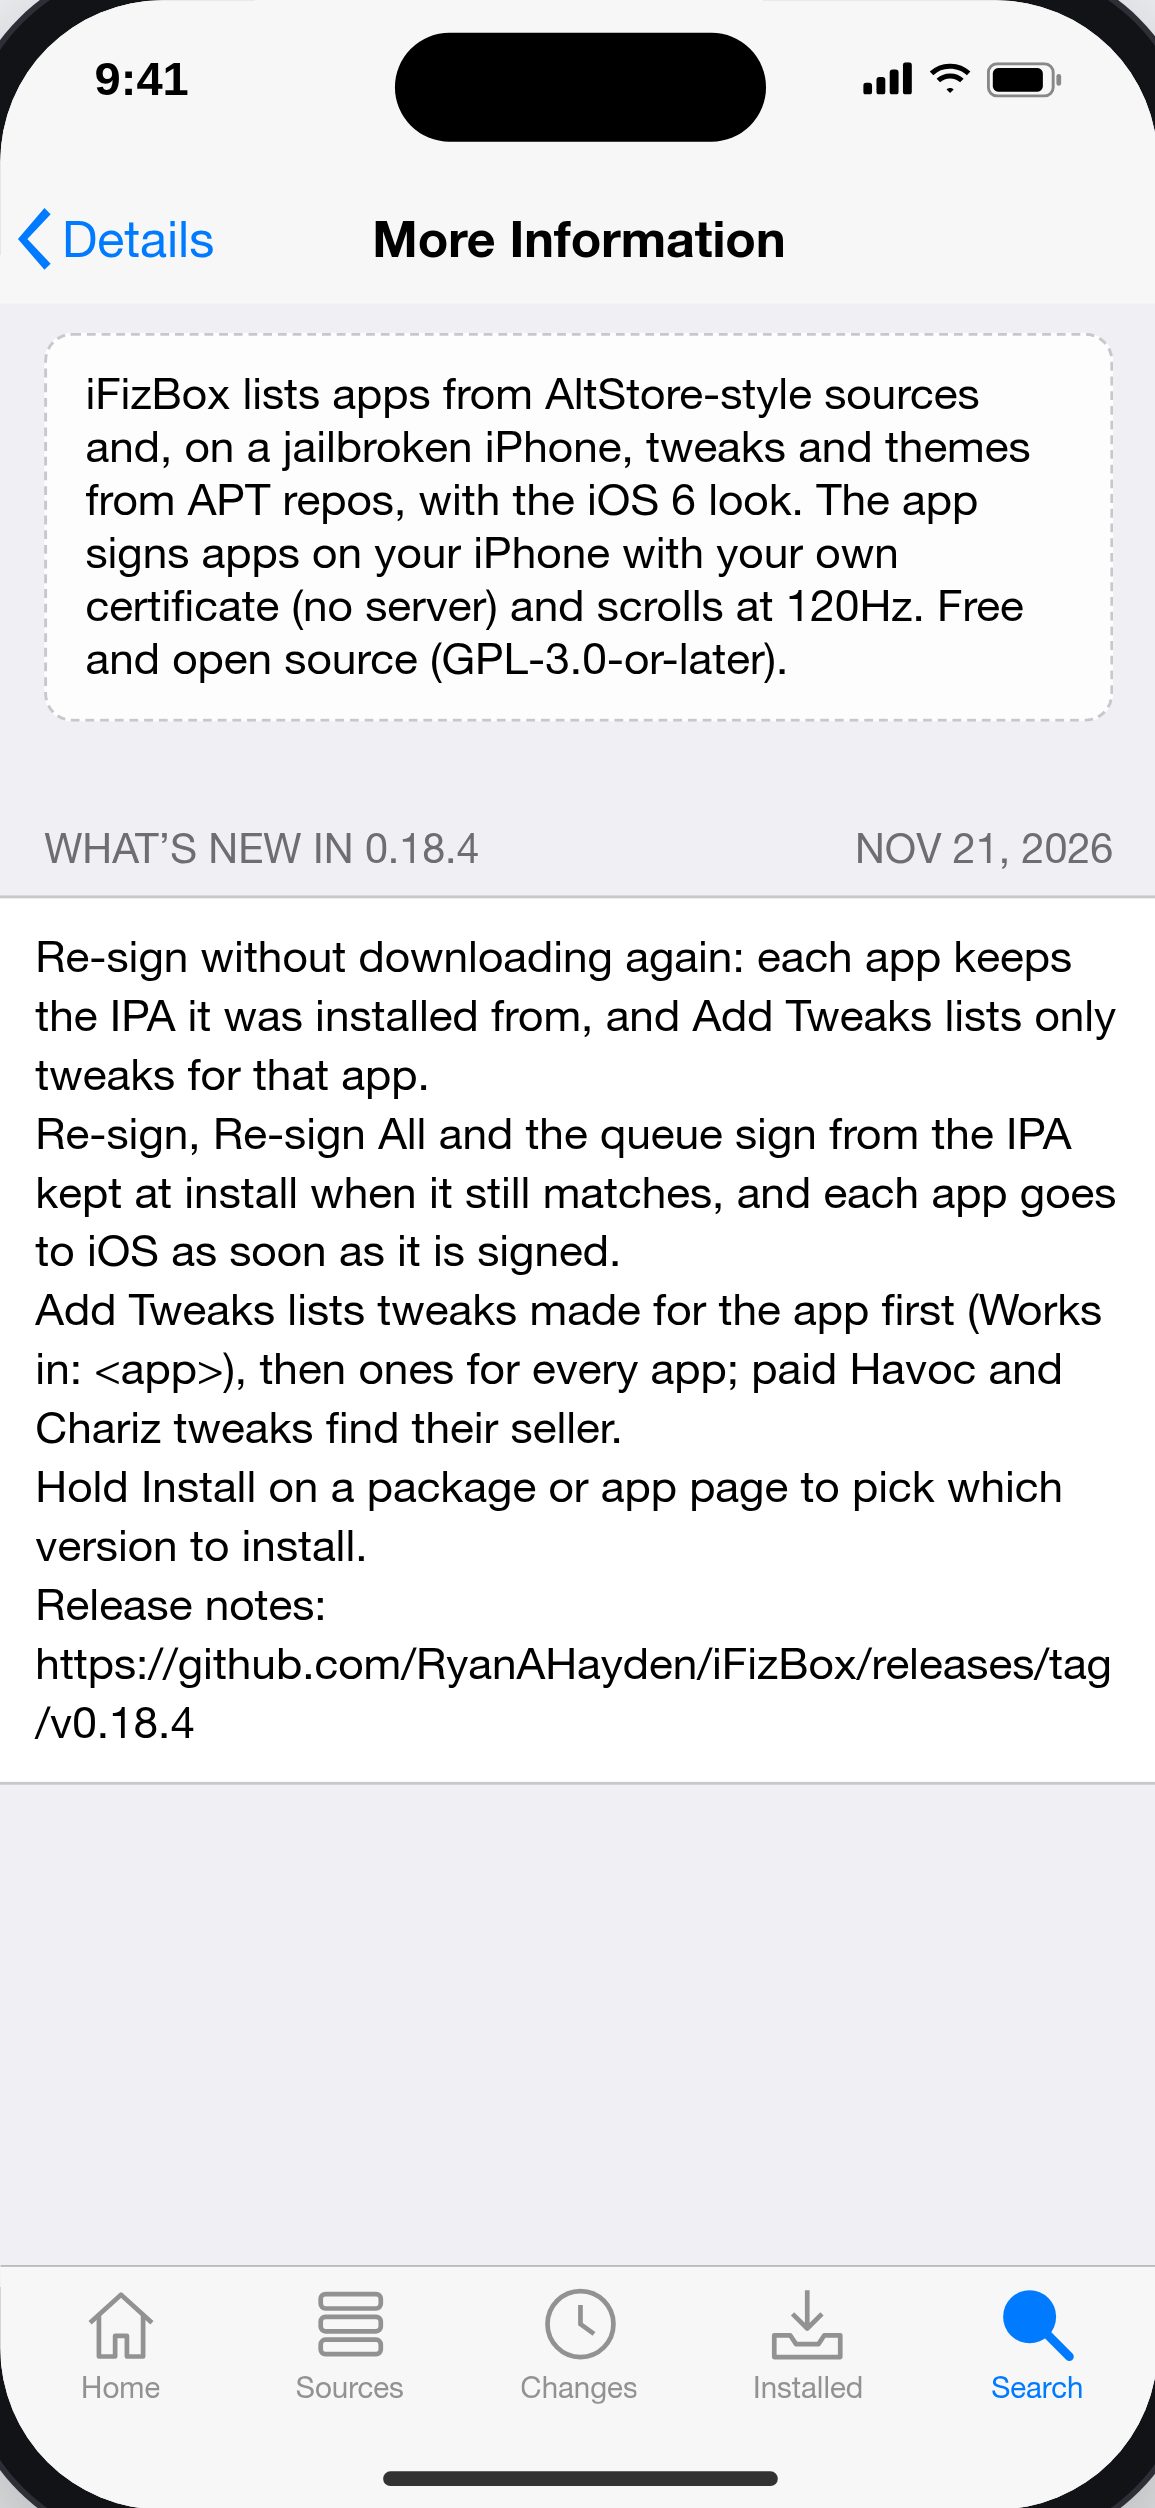 9:41
Details
More Information
iFizBox lists apps from AltStore-style sources
and, on a jailbroken iPhone, tweaks and themes
from APT repos, with the iOS 6 look. The app
signs apps on your iPhone with your own
certificate (no server) and scrolls at 120Hz. Free
and open source (GPL-3.0-or-later).
WHAT’S NEW IN 0.18.4
NOV 21, 2026
Re-sign without downloading again: each app keeps
the IPA it was installed from, and Add Tweaks lists only
tweaks for that app.
Re-sign, Re-sign All and the queue sign from the IPA
kept at install when it still matches, and each app goes
to iOS as soon as it is signed.
Add Tweaks lists tweaks made for the app first (Works
in: <app>), then ones for every app; paid Havoc and
Chariz tweaks find their seller.
Hold Install on a package or app page to pick which
version to install.
Release notes:
https://github.com/RyanAHayden/iFizBox/releases/tag
/v0.18.4
Home
Sources
Changes
Installed
Search